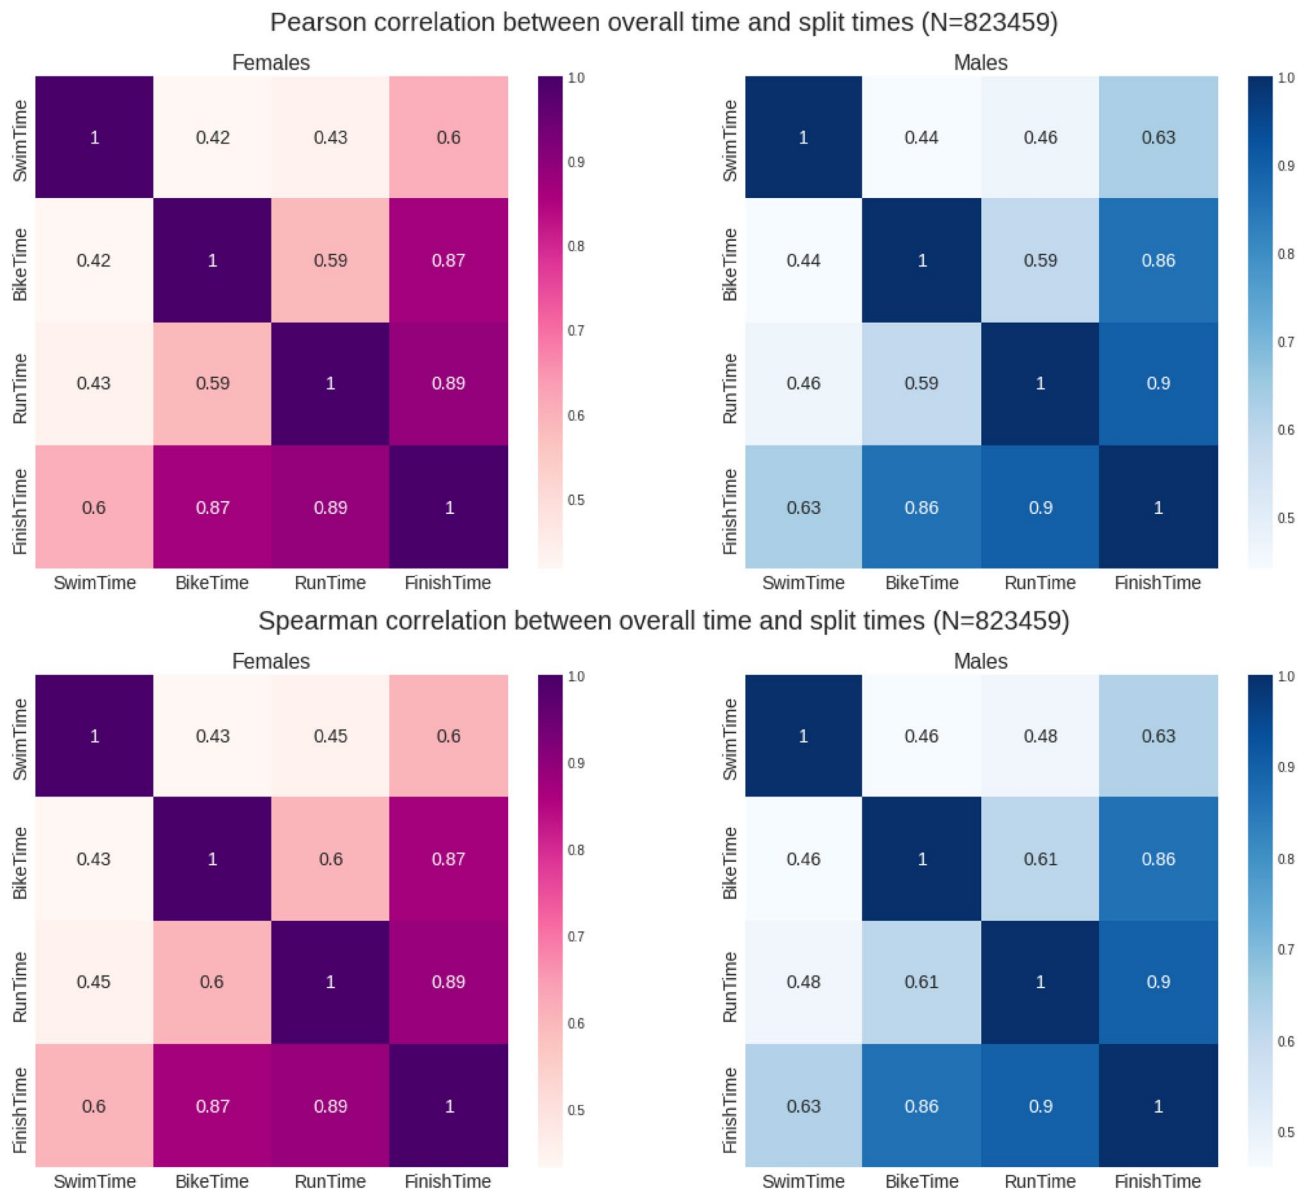 Pearson correlation between overall time and split times (N=823459)
Females
SwimTime 1 0.42 0.43 0.6
BikeTime 0.42 1 0.59 0.87
RunTime 0.43 0.59 1 0.89
FinishTime 0.6 0.87 0.89 1
SwimTime BikeTime RunTime FinishTime
1.0
0.9
0.8
0.7
0.6
0.5
Males
SwimTime 1 0.44 0.46 0.63
BikeTime 0.44 1 0.59 0.86
RunTime 0.46 0.59 1 0.9
FinishTime 0.63 0.86 0.9 1
SwimTime BikeTime RunTime FinishTime
1.0
0.9
0.8
0.7
0.6
0.5
Spearman correlation between overall time and split times (N=823459)
Females
SwimTime 1 0.43 0.45 0.6
BikeTime 0.43 1 0.6 0.87
RunTime 0.45 0.6 1 0.89
FinishTime 0.6 0.87 0.89 1
SwimTime BikeTime RunTime FinishTime
1.0
0.9
0.8
0.7
0.6
0.5
Males
SwimTime 1 0.46 0.48 0.63
BikeTime 0.46 1 0.61 0.86
RunTime 0.48 0.61 1 0.9
FinishTime 0.63 0.86 0.9 1
SwimTime BikeTime RunTime FinishTime
1.0
0.9
0.8
0.7
0.6
0.5